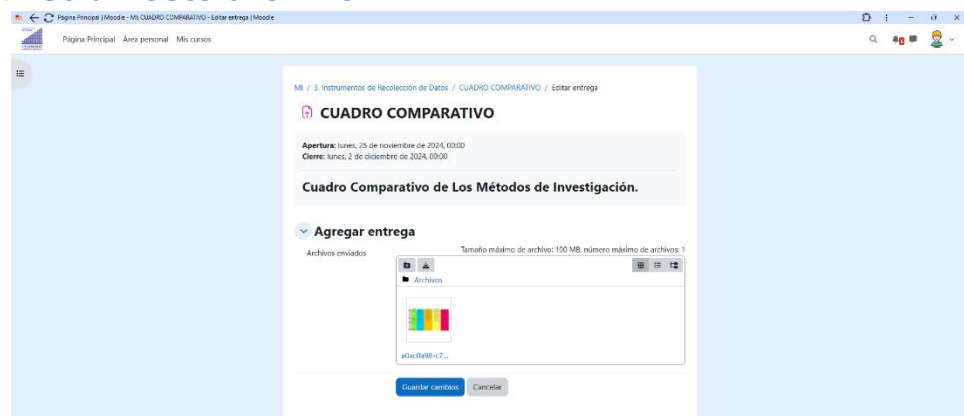 Página Principal | Moodle - MI: CUADRO COMPARATIVO - Editar entrega | Moodle
Página Principal Área personal Mis cursos
MI / 3. Instrumentos de Recolección de Datos / CUADRO COMPARATIVO / Editar entrega
CUADRO COMPARATIVO
Apertura: lunes, 25 de noviembre de 2024, 00:00
Cierre: lunes, 2 de diciembre de 2024, 00:00
Cuadro Comparativo de Los Métodos de Investigación.
Agregar entrega
Archivos enviados
Tamaño máximo de archivo: 100 MB, número máximo de archivos: 1
Archivos
a0ac0a98-c7...
Guardar cambios Cancelar